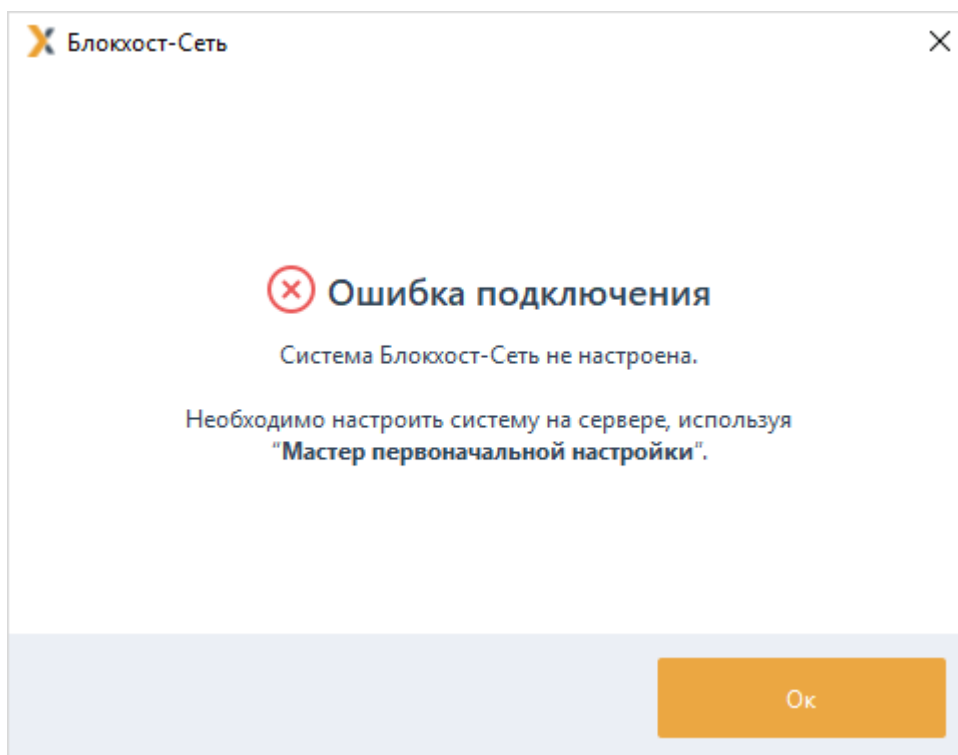 Блокхост-Сеть
Ошибка подключения
Система Блокхост-Сеть не настроена.
Необходимо настроить систему на сервере, используя
“Мастер первоначальной настройки”.
Ок